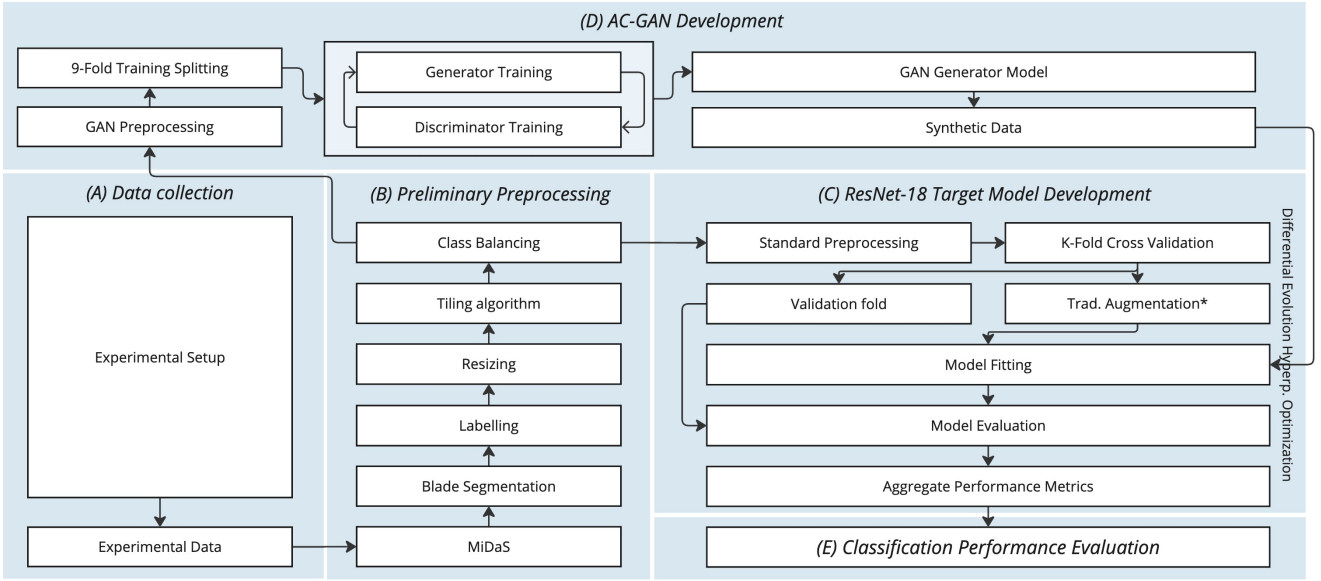 (D) AC-GAN Development
9-Fold Training Splitting
GAN Preprocessing
Generator Training
Discriminator Training
GAN Generator Model
Synthetic Data
(A) Data collection
Experimental Setup
Experimental Data
(B) Preliminary Preprocessing
Class Balancing
Tiling algorithm
Resizing
Labelling
Blade Segmentation
MiDaS
(C) ResNet-18 Target Model Development
Standard Preprocessing
K-Fold Cross Validation
Validation fold
Trad. Augmentation*
Model Fitting
Model Evaluation
Aggregate Performance Metrics
Differential Evolution Hyperp. Optimization
(E) Classification Performance Evaluation